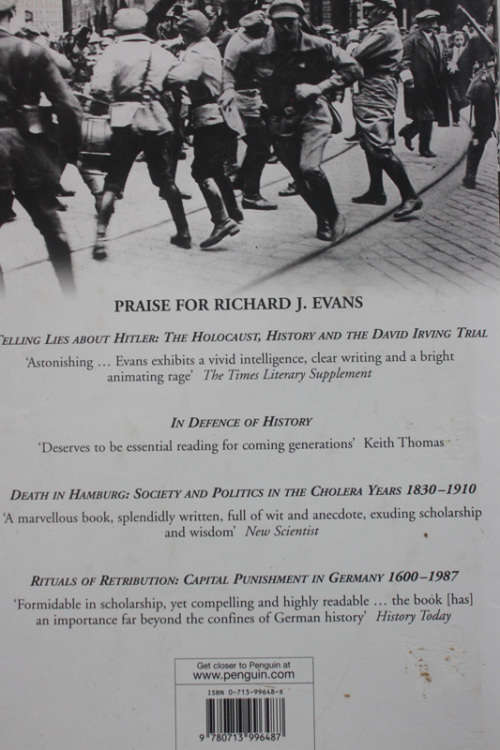 PRAISE FOR RICHARD J. EVANS
TELLING LIES ABOUT HITLER: THE HOLOCAUST, HISTORY AND THE DAVID IRVING TRIAL
'Astonishing … Evans exhibits a vivid intelligence, clear writing and a bright
animating rage' The Times Literary Supplement
IN DEFENCE OF HISTORY
'Deserves to be essential reading for coming generations' Keith Thomas
DEATH IN HAMBURG: SOCIETY AND POLITICS IN THE CHOLERA YEARS 1830–1910
'A marvellous book, splendidly written, full of wit and anecdote, exuding scholarship
and wisdom' New Scientist
RITUALS OF RETRIBUTION: CAPITAL PUNISHMENT IN GERMANY 1600–1987
'Formidable in scholarship, yet compelling and highly readable … the book [has]
an importance far beyond the confines of German history' History Today
Get closer to Penguin at
www.penguin.com
ISBN 0-713-99648-X
9 780713 996487